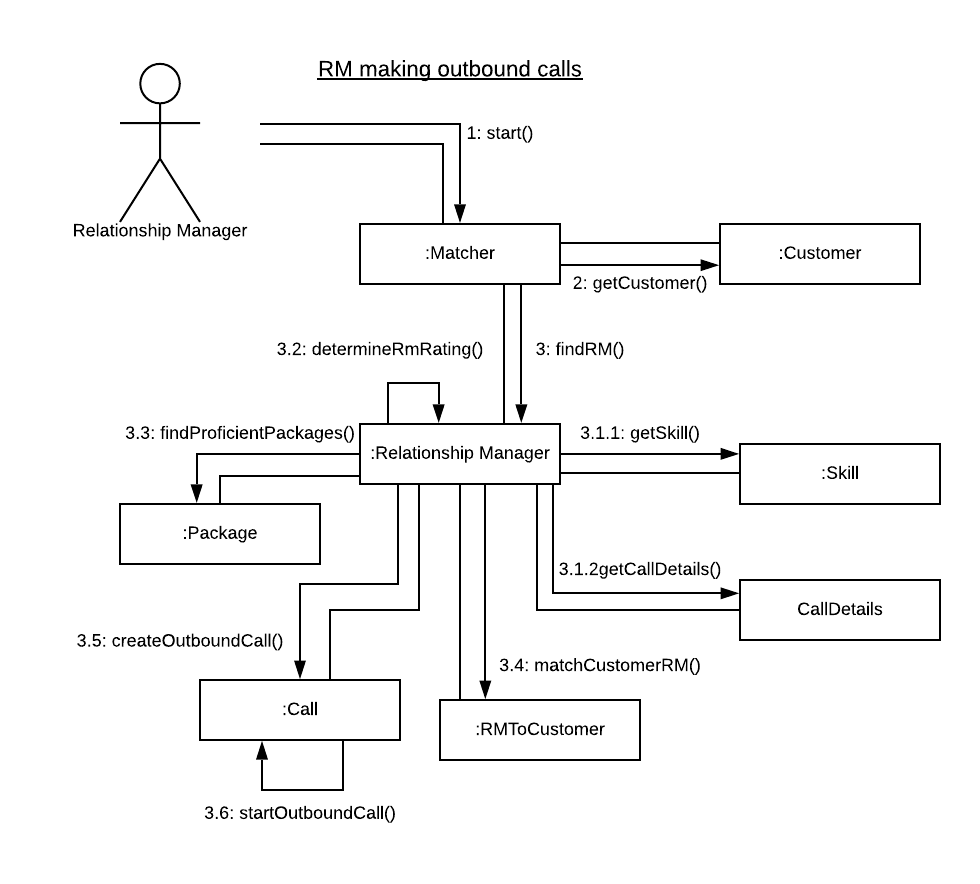 RM making outbound calls
1: start()
Relationship Manager
:Matcher
:Customer
2: getCustomer()
3.2: determineRmRating()
3: findRM()
3.3: findProficientPackages()
:Relationship Manager
3.1.1: getSkill()
:Skill
:Package
3.1.2getCallDetails()
CallDetails
3.5: createOutboundCall()
3.4: matchCustomerRM()
:Call
:RMToCustomer
3.6: startOutboundCall()